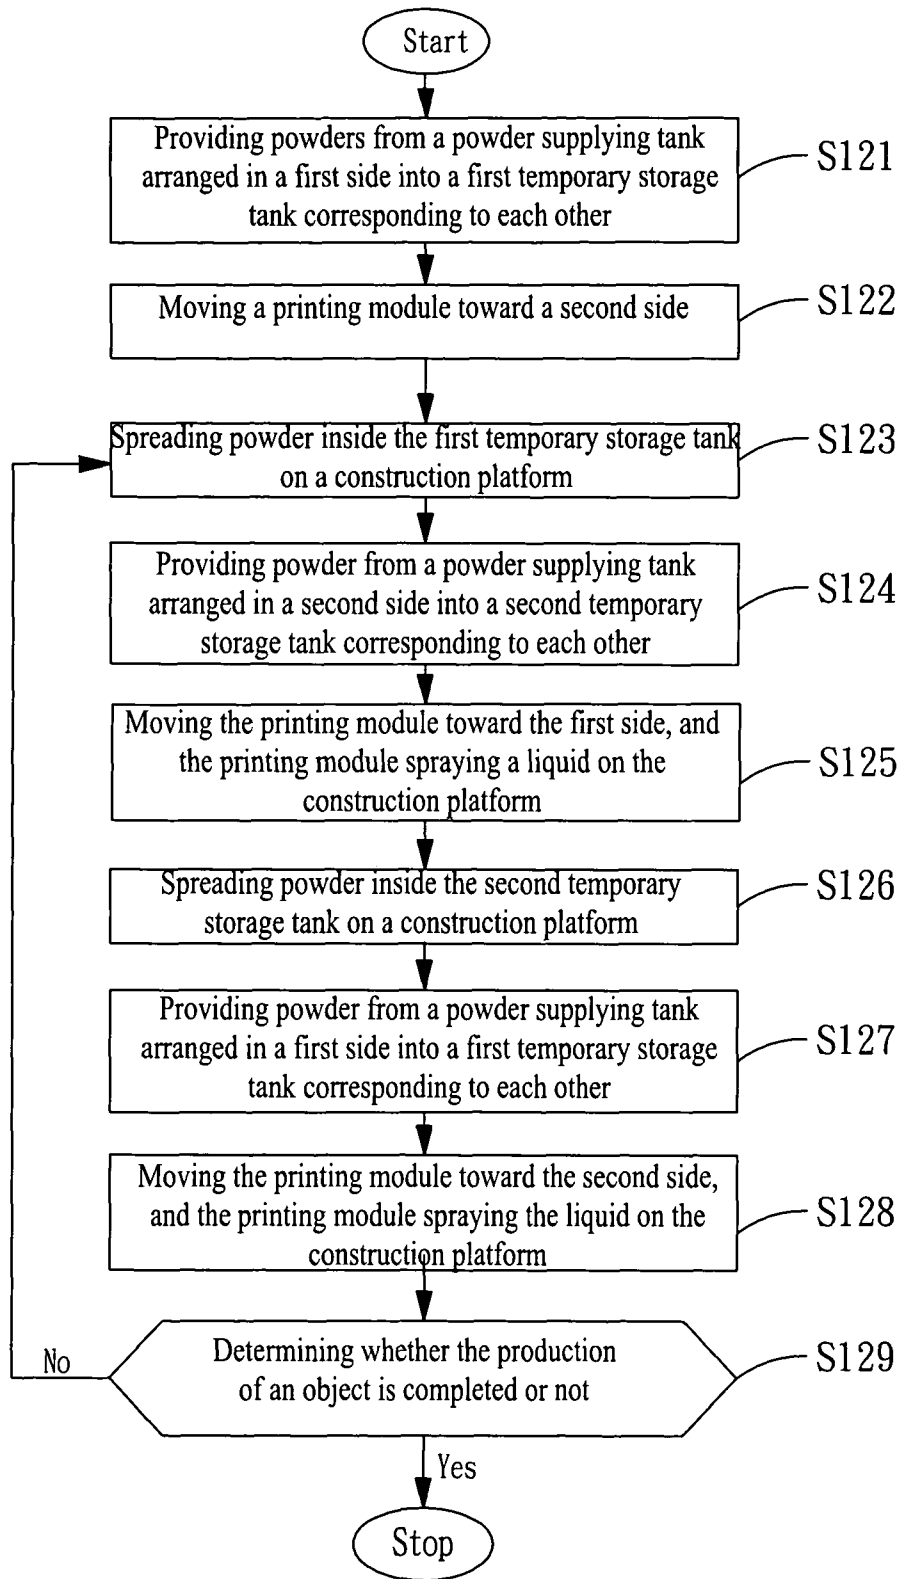 Start
Providing powders from a powder supplying tank
arranged in a first side into a first temporary storage
tank corresponding to each other
S121
Moving a printing module toward a second side
S122
Spreading powder inside the first temporary storage tank
on a construction platform
S123
Providing powder from a powder supplying tank
arranged in a second side into a second temporary
storage tank corresponding to each other
S124
Moving the printing module toward the first side, and
the printing module spraying a liquid on the
construction platform
S125
Spreading powder inside the second temporary
storage tank on a construction platform
S126
Providing powder from a powder supplying tank
arranged in a first side into a first temporary storage
tank corresponding to each other
S127
Moving the printing module toward the second side,
and the printing module spraying the liquid on the
construction platform
S128
Determining whether the production
of an object is completed or not
S129
No
Yes
Stop